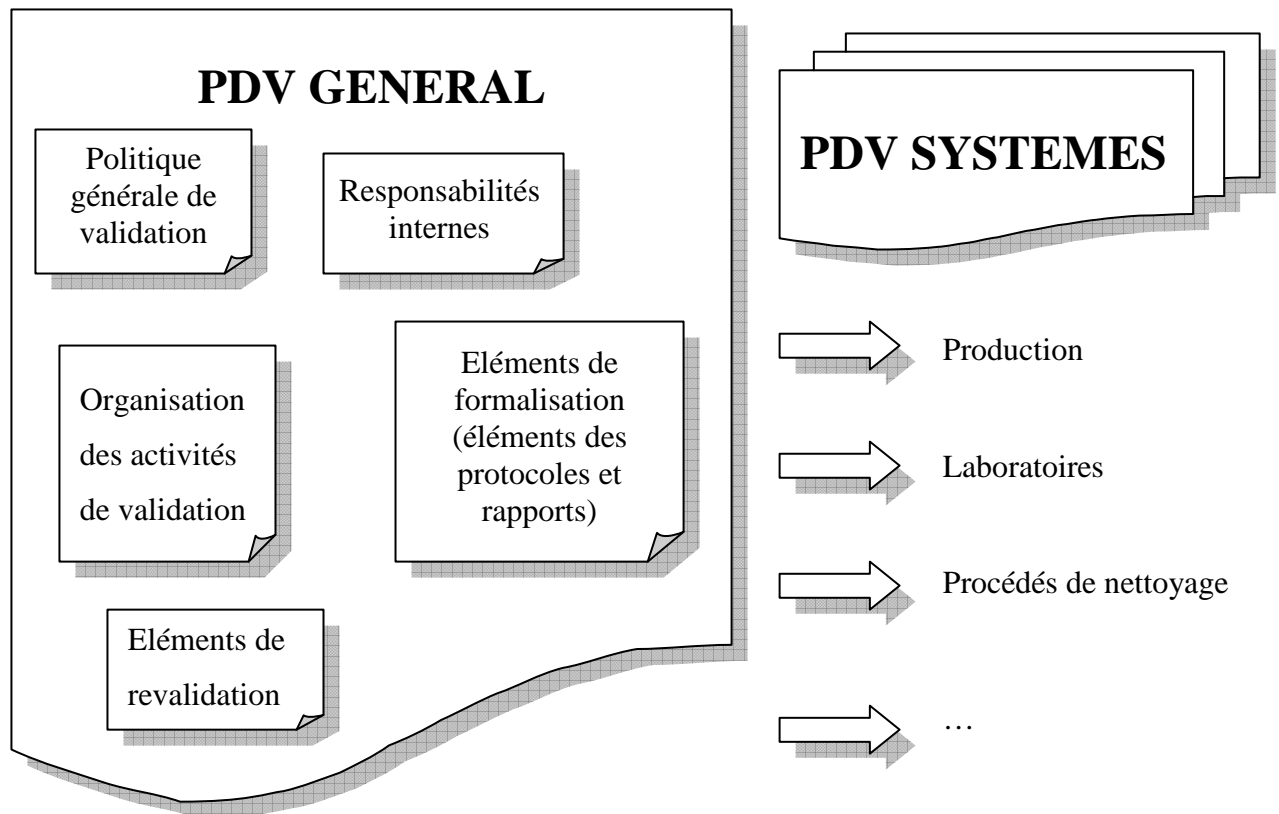 PDV GENERAL
Politique
générale de
validation
Responsabilités
internes
Organisation
des activités
de validation
Eléments de
formalisation
(éléments des
protocoles et
rapports)
Eléments de
revalidation
PDV SYSTEMES
Production
Laboratoires
Procédés de nettoyage
…